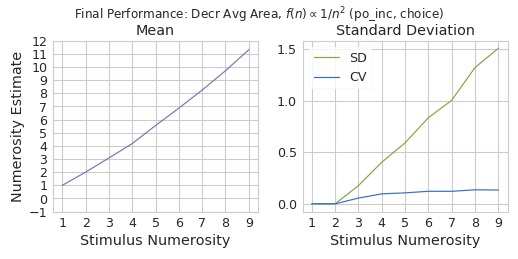 Final Performance: Decr Avg Area, f(n) ∝ 1/n² (po_inc, choice)
Mean
Numerosity Estimate
12
11
10
9
8
7
6
5
4
3
2
1
0
−1
1 2 3 4 5 6 7 8 9
Stimulus Numerosity
Standard Deviation
SD
CV
1.5
1.0
0.5
0.0
1 2 3 4 5 6 7 8 9
Stimulus Numerosity